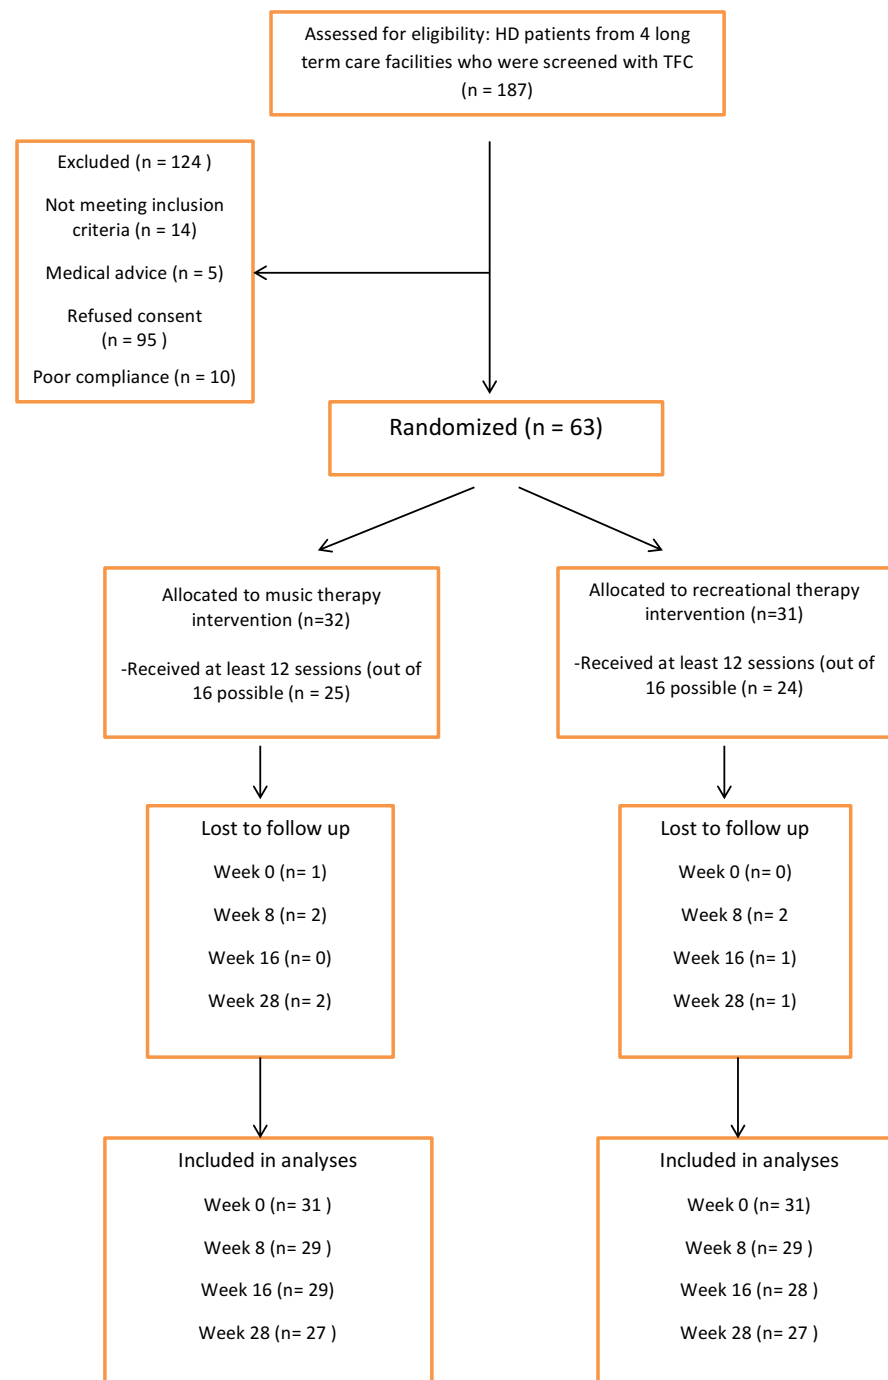 Assessed for eligibility: HD patients from 4 long
term care facilities who were screened with TFC
(n = 187)
Excluded (n = 124 )
Not meeting inclusion
criteria (n = 14)
Medical advice (n = 5)
Refused consent
(n = 95 )
Poor compliance (n = 10)
Randomized (n = 63)
Allocated to music therapy
intervention (n=32)
-Received at least 12 sessions (out of
16 possible (n = 25)
Allocated to recreational therapy
intervention (n=31)
-Received at least 12 sessions (out of
16 possible (n = 24)
Lost to follow up
Week 0 (n= 1)
Week 8 (n= 2)
Week 16 (n= 0)
Week 28 (n= 2)
Lost to follow up
Week 0 (n= 0)
Week 8 (n= 2
Week 16 (n= 1)
Week 28 (n= 1)
Included in analyses
Week 0 (n= 31 )
Week 8 (n= 29 )
Week 16 (n= 29)
Week 28 (n= 27 )
Included in analyses
Week 0 (n= 31)
Week 8 (n= 29 )
Week 16 (n= 28 )
Week 28 (n= 27 )